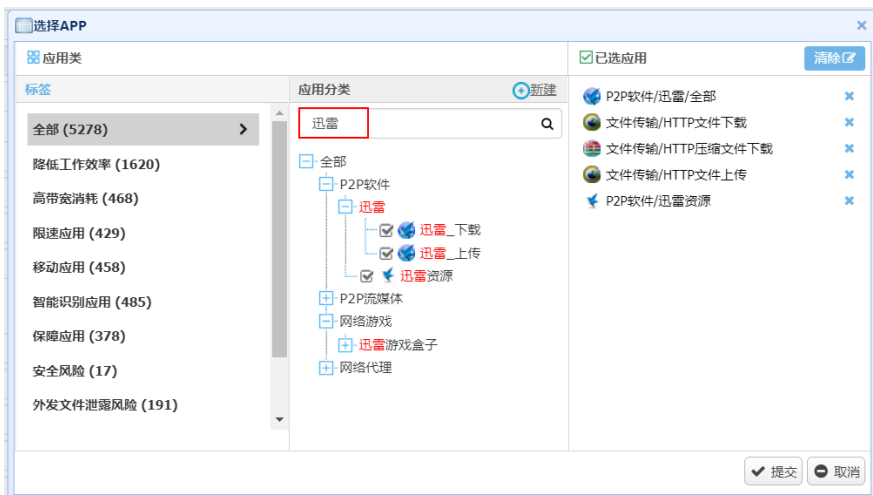 选择APP
应用类
标签
全部 (5278)
降低工作效率 (1620)
高带宽消耗 (468)
限速应用 (429)
移动应用 (458)
智能识别应用 (485)
保障应用 (378)
安全风险 (17)
外发文件泄露风险 (191)
应用分类
新建
迅雷
全部
P2P软件
迅雷
迅雷_下载
迅雷_上传
迅雷资源
P2P流媒体
网络游戏
迅雷游戏盒子
网络代理
已选应用
清除
P2P软件/迅雷/全部
文件传输/HTTP文件下载
文件传输/HTTP压缩文件下载
文件传输/HTTP文件上传
P2P软件/迅雷资源
提交
取消